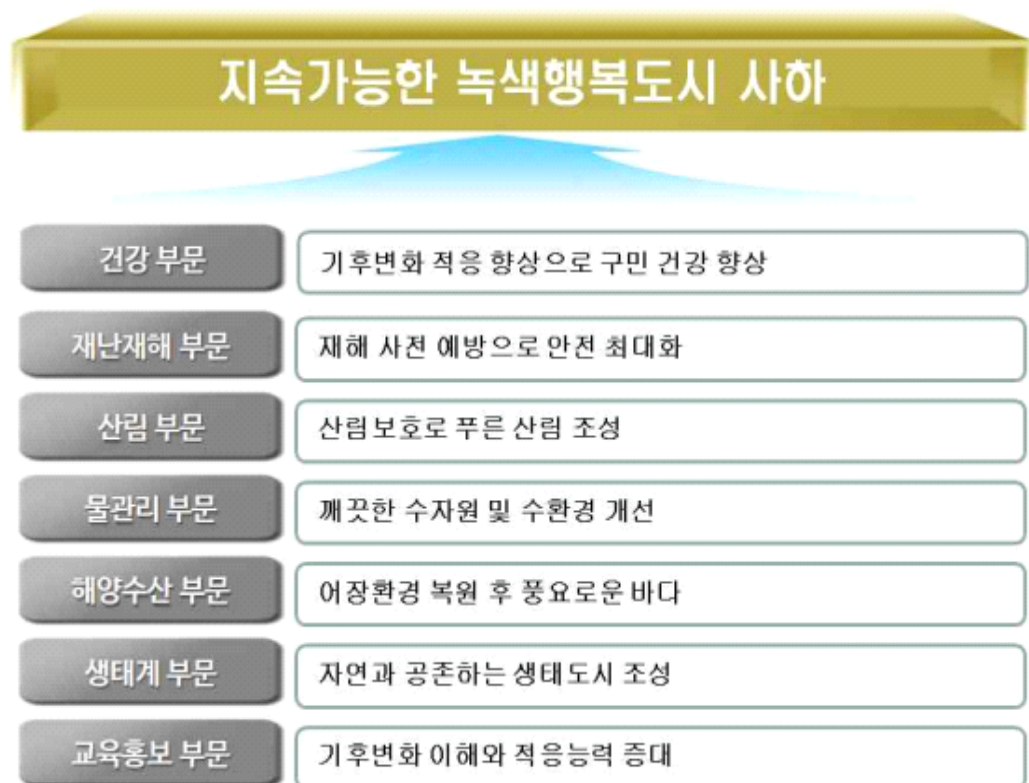 지속가능한 녹색행복도시 사하
건강 부문
기후변화 적응 향상으로 구민 건강 향상
재난재해 부문
재해 사전 예방으로 안전 최대화
산림 부문
산림보호로 푸른 산림 조성
물관리 부문
깨끗한 수자원 및 수환경 개선
해양수산 부문
어장환경 복원 후 풍요로운 바다
생태계 부문
자연과 공존하는 생태도시 조성
교육홍보 부문
기후변화 이해와 적응능력 증대